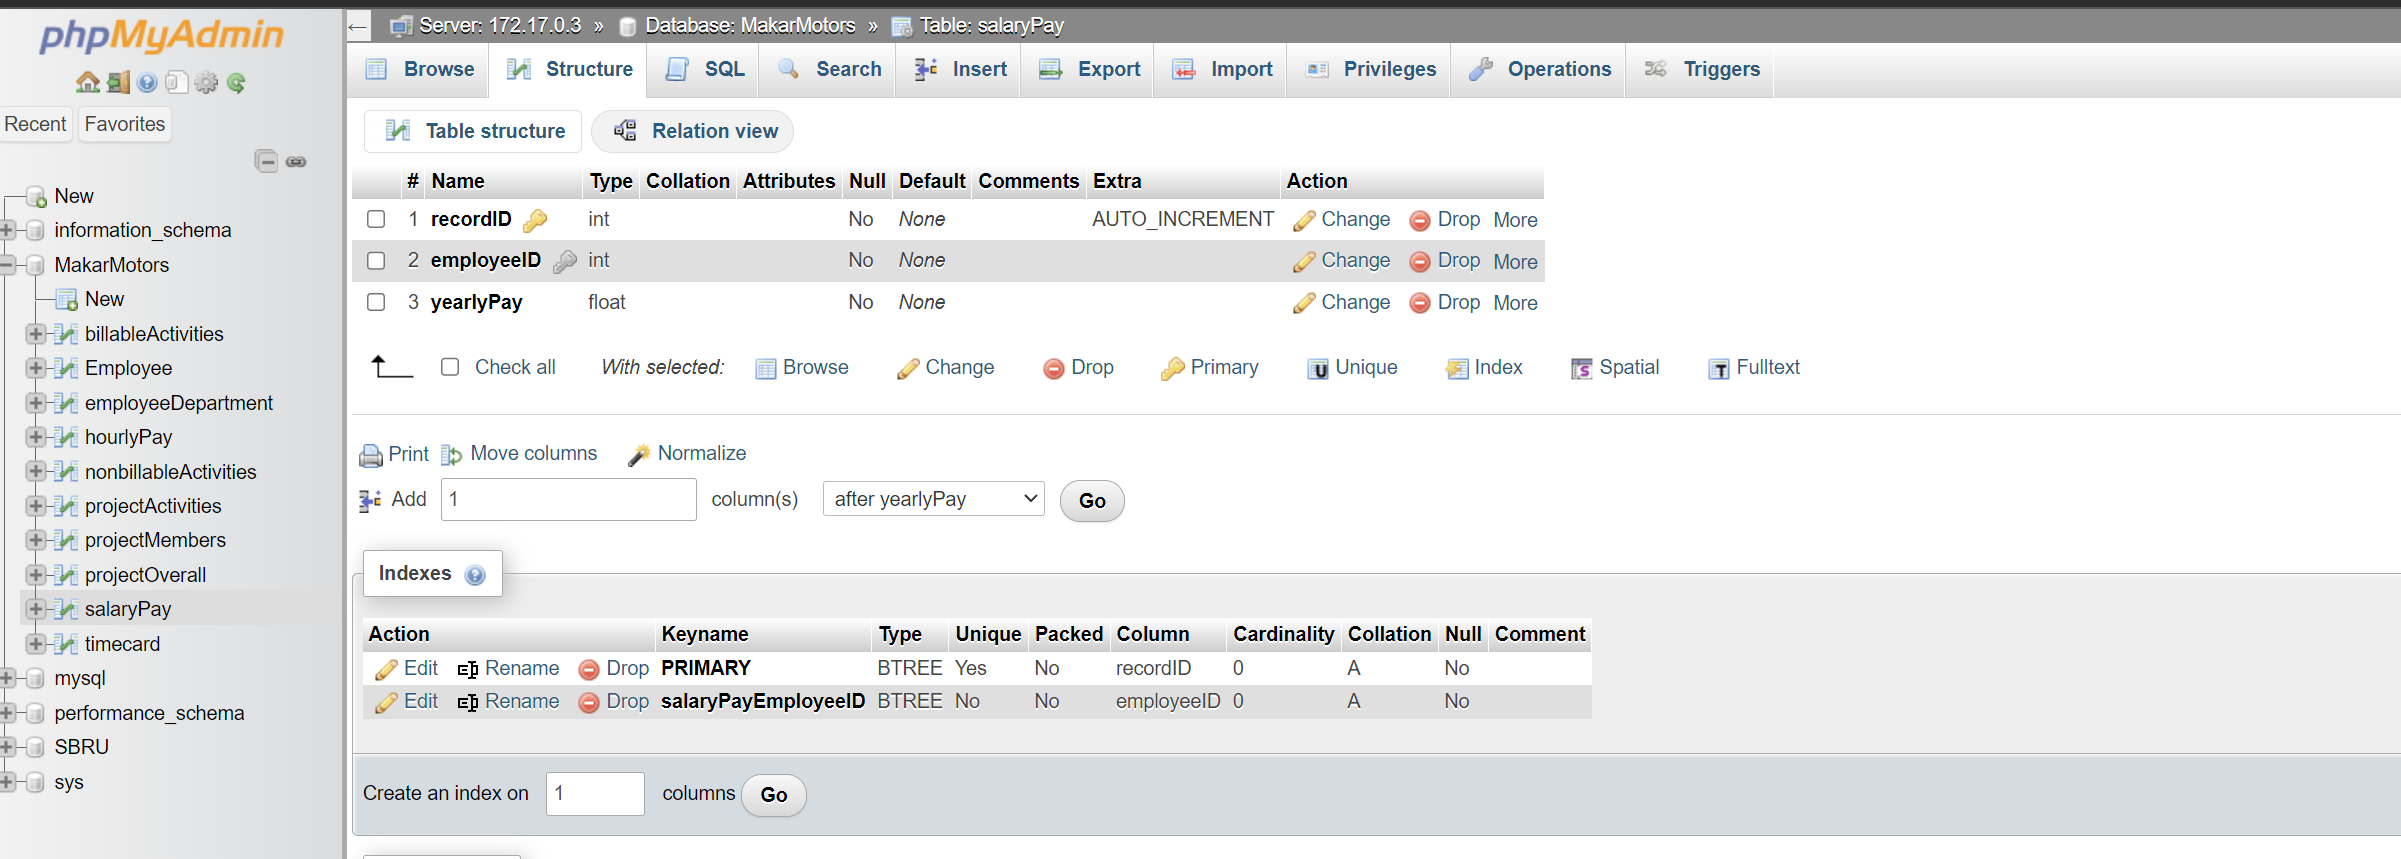 phpMyAdmin
Recent Favorites
New
information_schema
MakarMotors
New
billableActivities
Employee
employeeDepartment
hourlyPay
nonbillableActivities
projectActivities
projectMembers
projectOverall
salaryPay
timecard
mysql
performance_schema
SBRU
sys
← Server: 172.17.0.3 » Database: MakarMotors » Table: salaryPay
Browse Structure SQL Search Insert Export Import Privileges Operations Triggers
Table structure Relation view
# Name Type Collation Attributes Null Default Comments Extra Action
1 recordID int No None AUTO_INCREMENT Change Drop More
2 employeeID int No None Change Drop More
3 yearlyPay float No None Change Drop More
Check all With selected: Browse Change Drop Primary Unique Index Spatial Fulltext
Print Move columns Normalize
Add 1 column(s) after yearlyPay Go
Indexes
Action Keyname Type Unique Packed Column Cardinality Collation Null Comment
Edit Rename Drop PRIMARY BTREE Yes No recordID 0 A No
Edit Rename Drop salaryPayEmployeeID BTREE No No employeeID 0 A No
Create an index on 1 columns Go